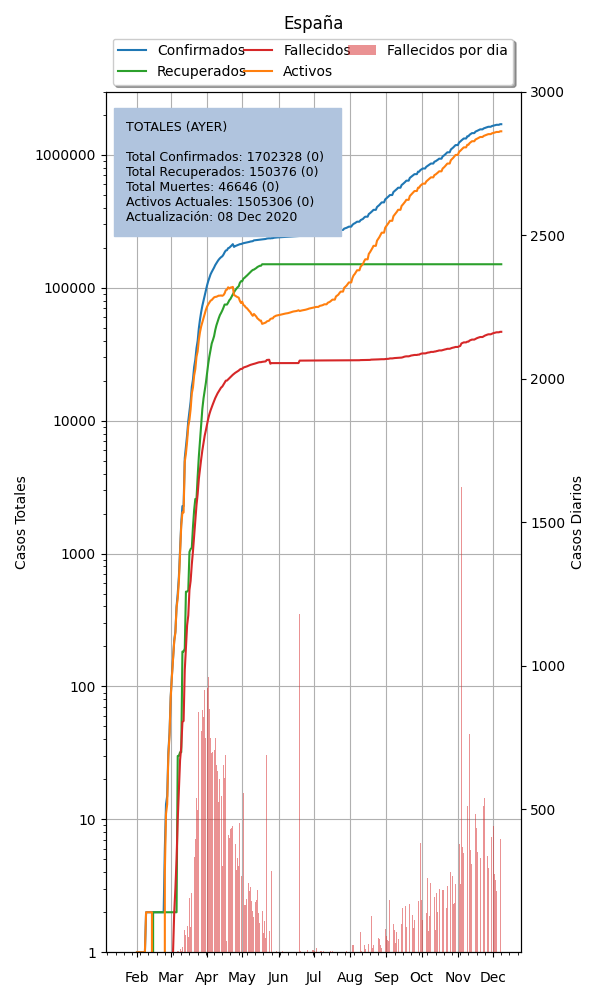 España
Confirmados Fallecidos Fallecidos por dia
Recuperados Activos
TOTALES (AYER)
Total Confirmados: 1702328 (0)
Total Recuperados: 150376 (0)
Total Muertes: 46646 (0)
Activos Actuales: 1505306 (0)
Actualización: 08 Dec 2020
Casos Totales
1000000
100000
10000
1000
100
10
1
Feb Mar Apr May Jun Jul Aug Sep Oct Nov Dec
3000
2500
2000
1500
1000
500
Casos Diarios